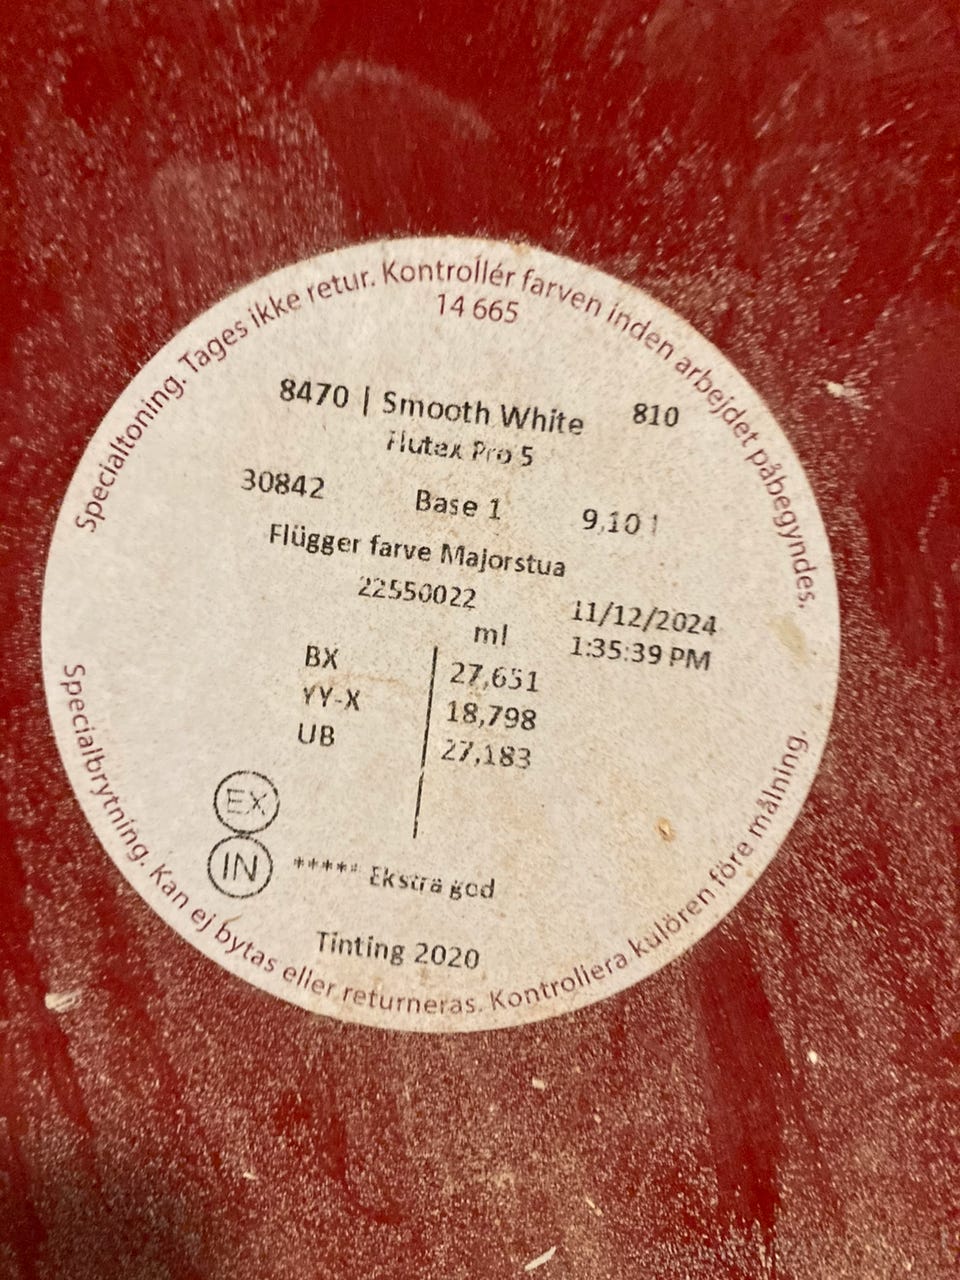 Specialtoning. Tages ikke retur. Kontrollér farven inden arbejdet påbegyndes.
14 665
8470 | Smooth White 810
Flutex Pro 5
30842 Base 1 9,10 l
Flügger farve Majorstua
22550022 11/12/2024
ml 1:35:39 PM
BX 27,651
YY-X 18,798
UB 27,183
EX
IN ***** Ekstra god
Tinting 2020
Specialbrytning. Kan ej bytas eller returneras. Kontrollera kulören före målning.